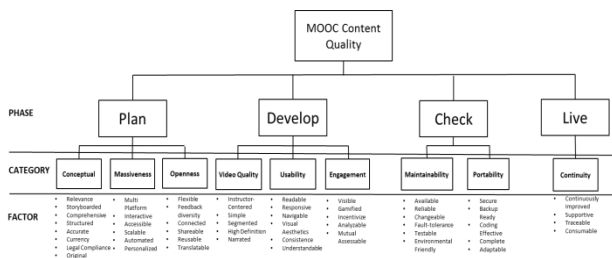 MOOC Content
Quality
PHASE
Plan
Develop
Check
Live
CATEGORY
Conceptual
Massiveness
Openness
Video Quality
Usability
Engagement
Maintainability
Portability
Continuity
FACTOR
• Relevance
• Storyboarded
• Comprehensive
• Structured
• Accurate
• Currency
• Legal Compliance
• Original
• Multi
Platform
• Interactive
• Accessible
• Scalable
• Automated
• Personalized
• Flexible
• Feedback
diversity
• Connected
• Shareable
• Reusable
• Translatable
• Instructor-
Centered
• Simple
• Segmented
• High Definition
• Narrated
• Readable
• Responsive
• Navigable
• Visual
Aesthetics
• Consistence
• Understandable
• Visible
• Gamified
• Incentivize
• Analyzable
• Mutual
• Assessable
• Available
• Reliable
• Changeable
• Fault-tolerance
• Testable
• Environmental
Friendly
• Secure
• Backup
Ready
• Coding
Effective
• Complete
• Adaptable
• Continuously
Improved
• Supportive
• Traceable
• Consumable